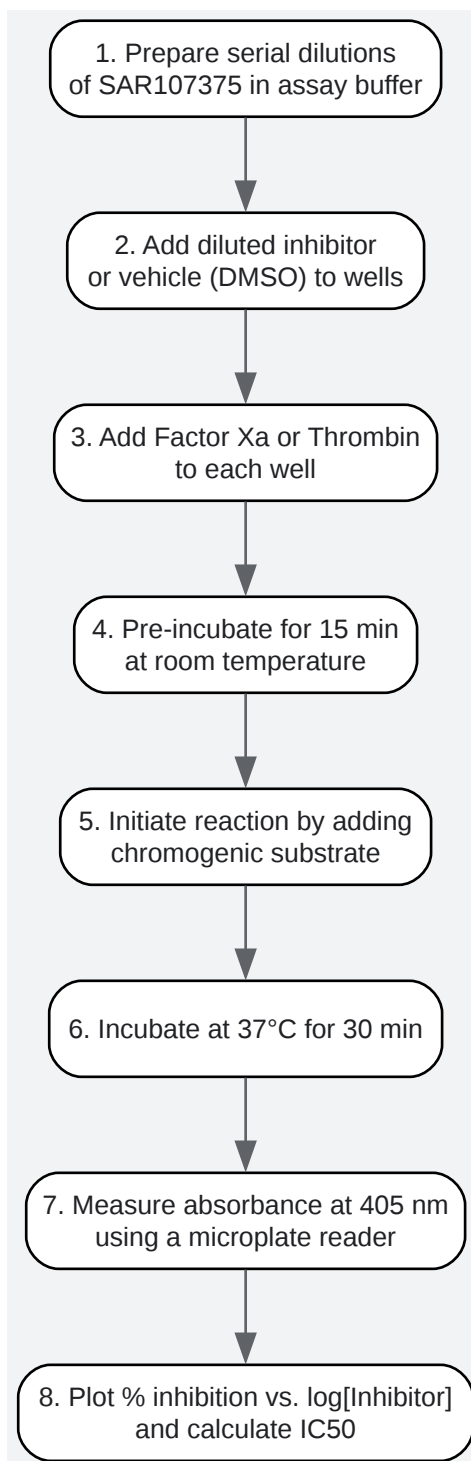 1. Prepare serial dilutions
of SAR107375 in assay buffer
2. Add diluted inhibitor
or vehicle (DMSO) to wells
3. Add Factor Xa or Thrombin
to each well
4. Pre-incubate for 15 min
at room temperature
5. Initiate reaction by adding
chromogenic substrate
6. Incubate at 37°C for 30 min
7. Measure absorbance at 405 nm
using a microplate reader
8. Plot % inhibition vs. log[Inhibitor]
and calculate IC50